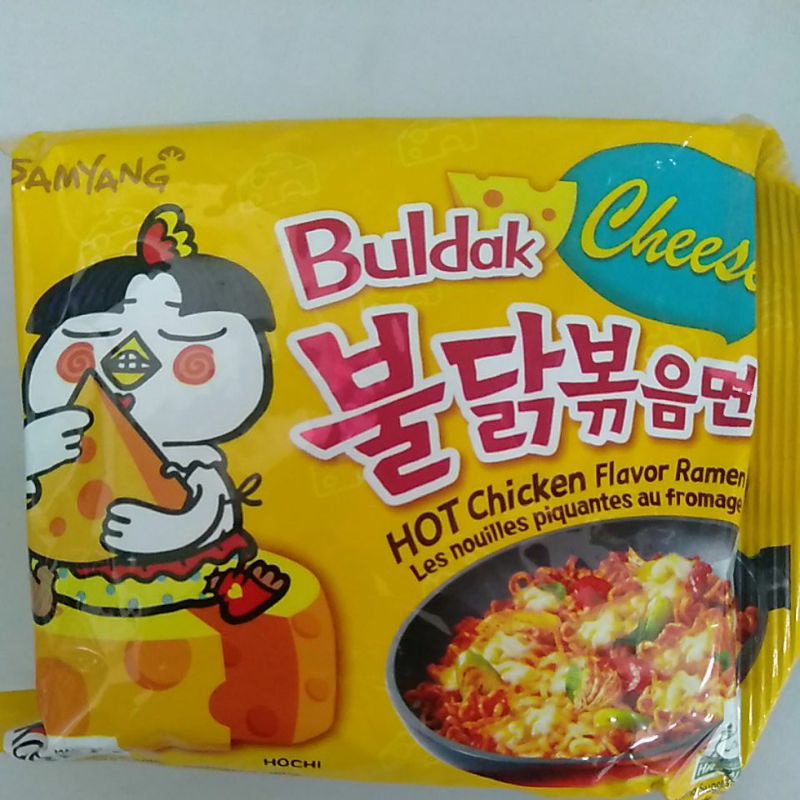 SAMYANG
Cheese
Buldak
불닭볶음면
HOT Chicken Flavor Ramen
Les nouilles piquantes au fromage
HOCHI